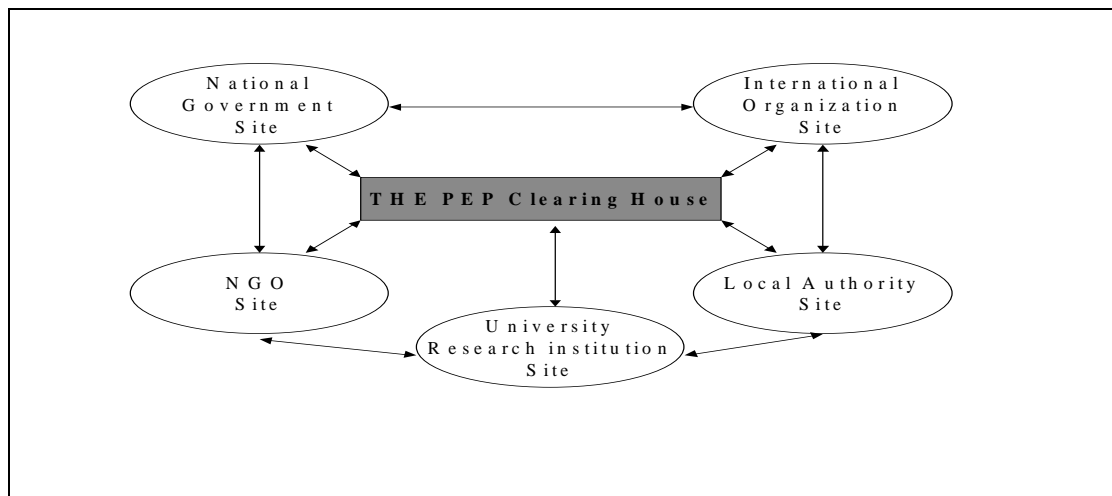 National
Government
Site
International
Organization
Site
THE PEP Clearing House
NGO
Site
Local Authority
Site
University
Research institution
Site